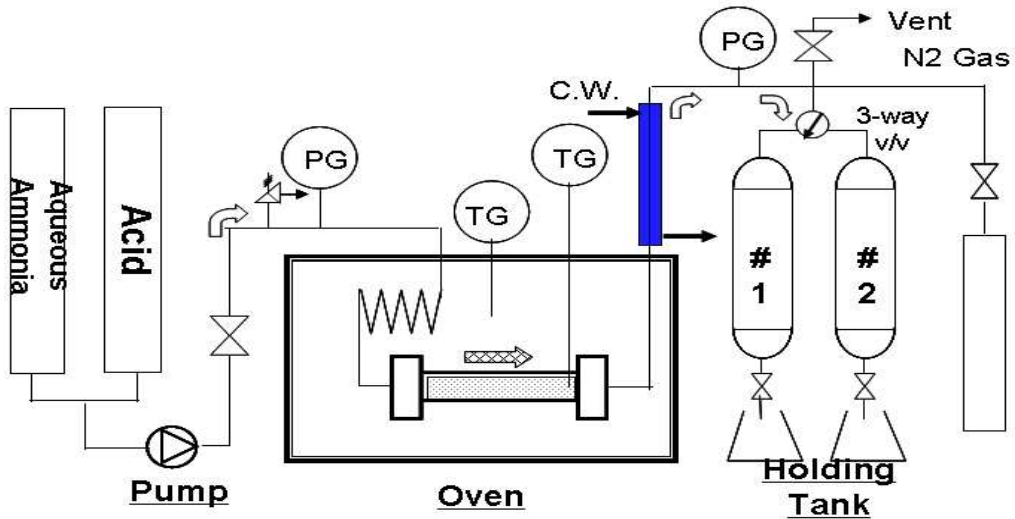 Vent
N2 Gas
PG
C.W.
3-way
v/v
PG
TG
TG
Aqueous
Ammonia
Acid
#
1
#
2
Pump
Oven
Holding
Tank